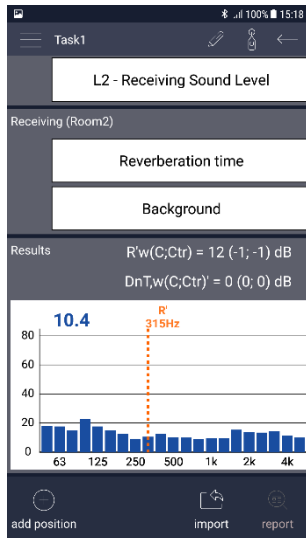 100% 15:18
Task1
L2 - Receiving Sound Level
Receiving (Room2)
Reverberation time
Background
Results R'w(C;Ctr) = 12 (-1; -1) dB
DnT,w(C;Ctr)' = 0 (0; 0) dB
10.4 R'
315Hz
80
60
40
20
0
63 125 250 500 1k 2k 4k
add position import report